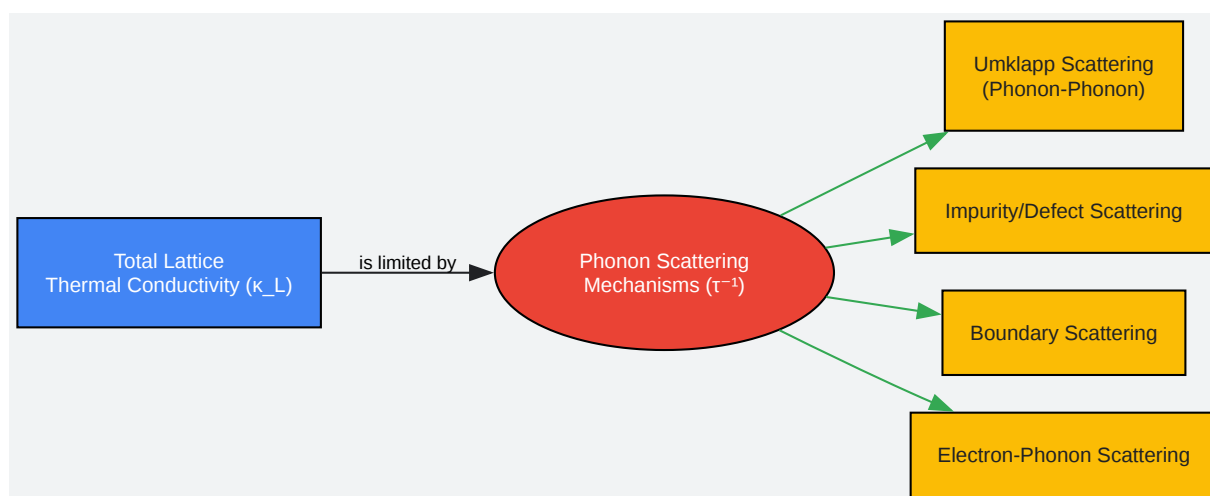 Total Lattice
Thermal Conductivity (κ_L)
is limited by
Phonon Scattering
Mechanisms (τ⁻¹)
Umklapp Scattering
(Phonon-Phonon)
Impurity/Defect Scattering
Boundary Scattering
Electron-Phonon Scattering